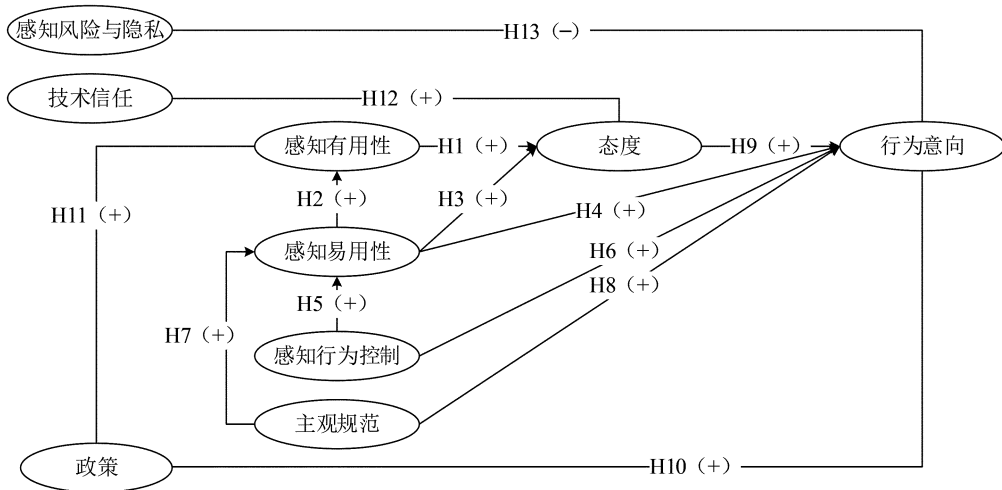 感知风险与隐私
H13（−）
技术信任
H12（+）
感知有用性
H1（+）
态度
H9（+）
行为意向
H2（+）
H3（+）
H4（+）
H11（+）
感知易用性
H6（+）
H5（+）
H8（+）
H7（+）
感知行为控制
主观规范
政策
H10（+）